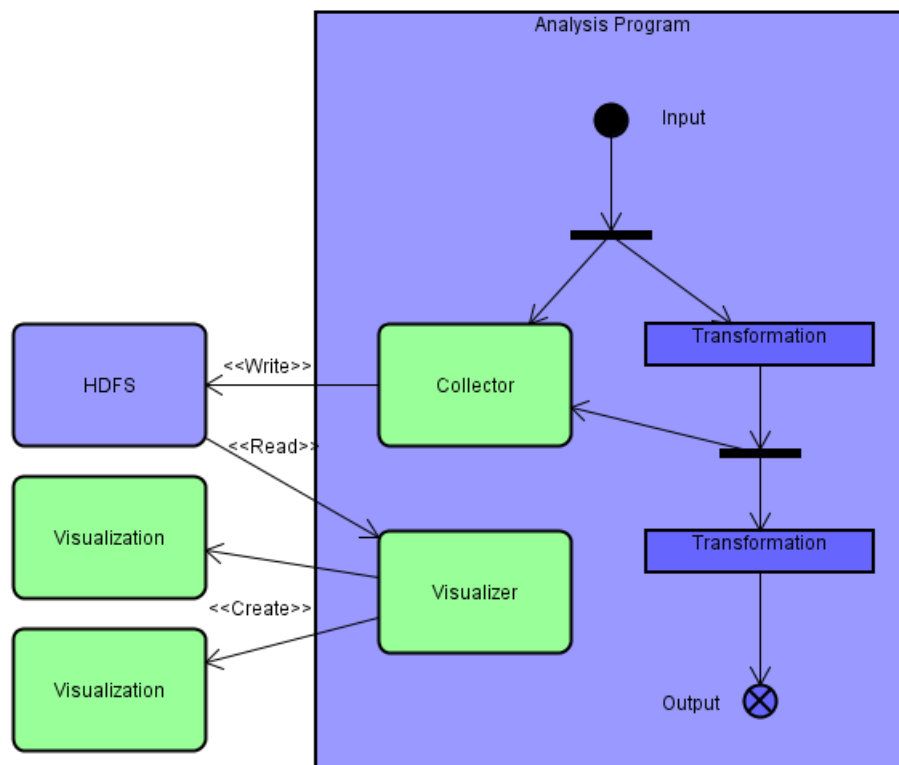 Analysis Program
Input
Transformation
<<Write>>
HDFS
Collector
<<Read>>
Visualization
Transformation
Visualizer
<<Create>>
Visualization
Output